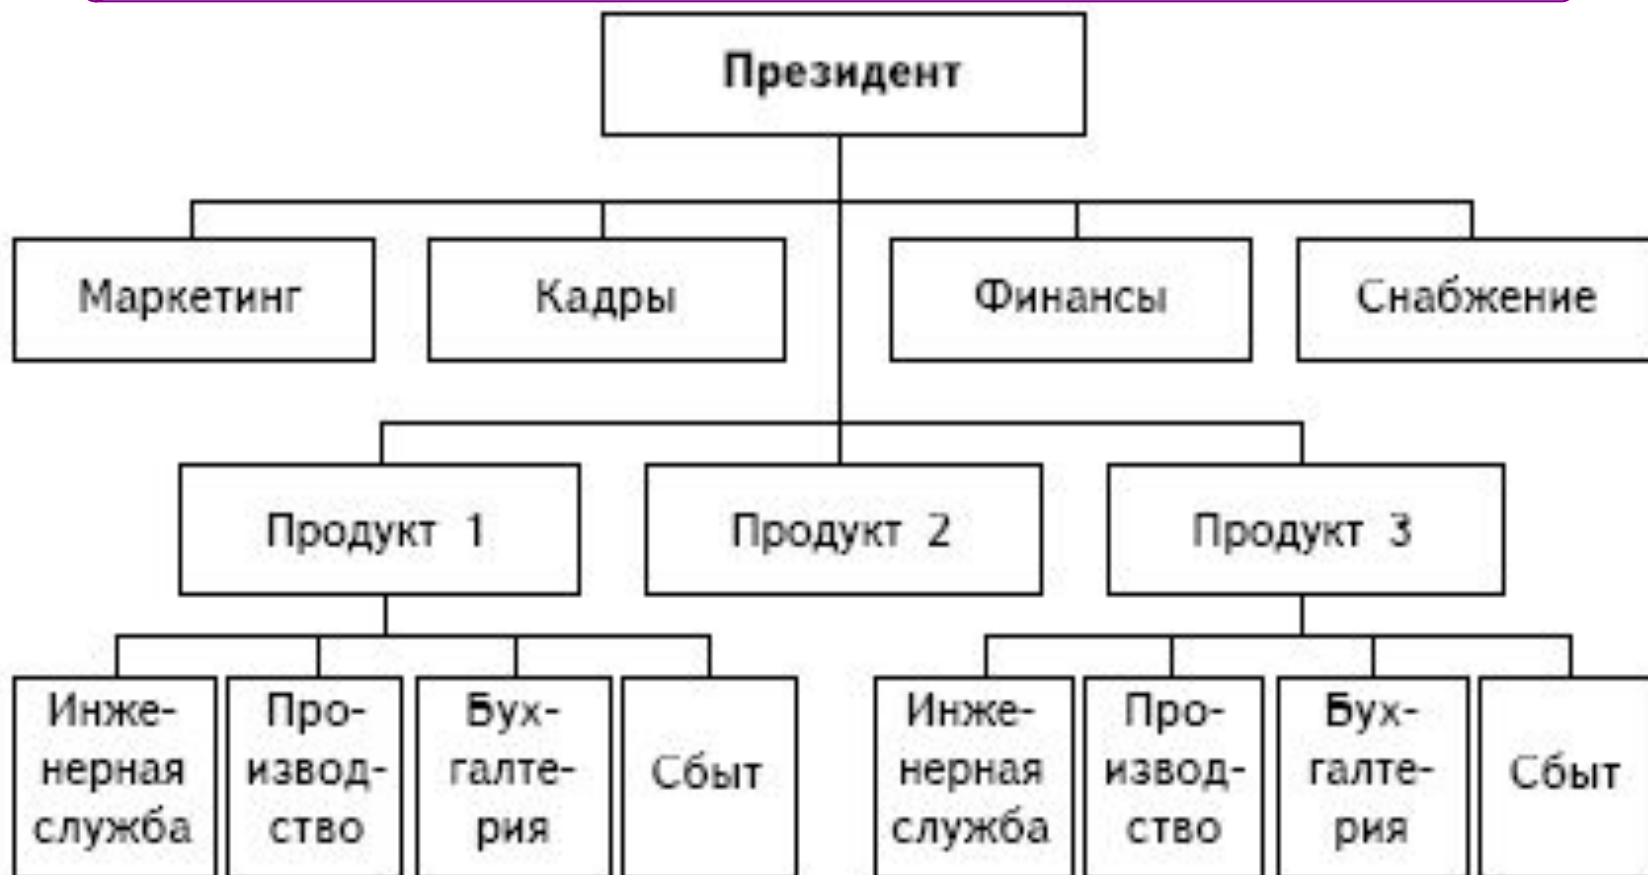 Президент
Маркетинг
Кадры
Финансы
Снабжение
Продукт 1
Продукт 2
Продукт 3
Инже-
нерная
служба
Про-
извод-
ство
Бух-
галте-
рия
Сбыт
Инже-
нерная
служба
Про-
извод-
ство
Бух-
галте-
рия
Сбыт